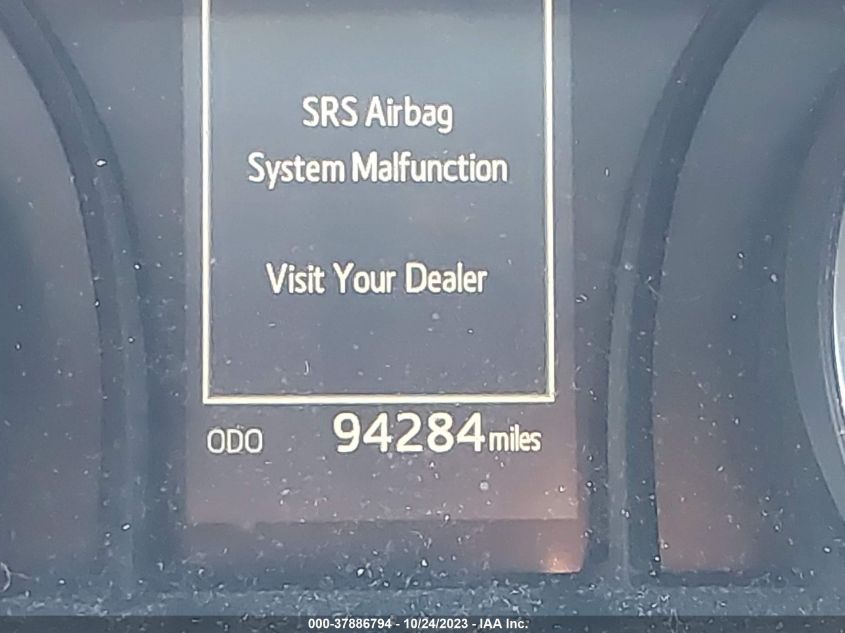 SRS Airbag
System Malfunction
Visit Your Dealer
ODO 94284 miles
000-37886794 - 10/24/2023 - IAA Inc.